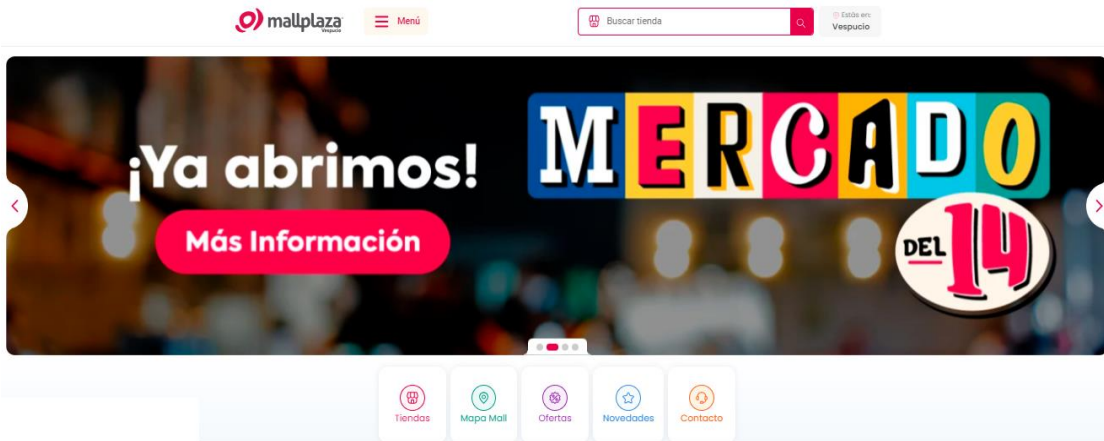 mallplaza
Vespucio
Menú
Buscar tienda
Estás en:
Vespucio
¡Ya abrimos!
Más Información
MERCADO
DEL 14
Tiendas
Mapa Mall
Ofertas
Novedades
Contacto